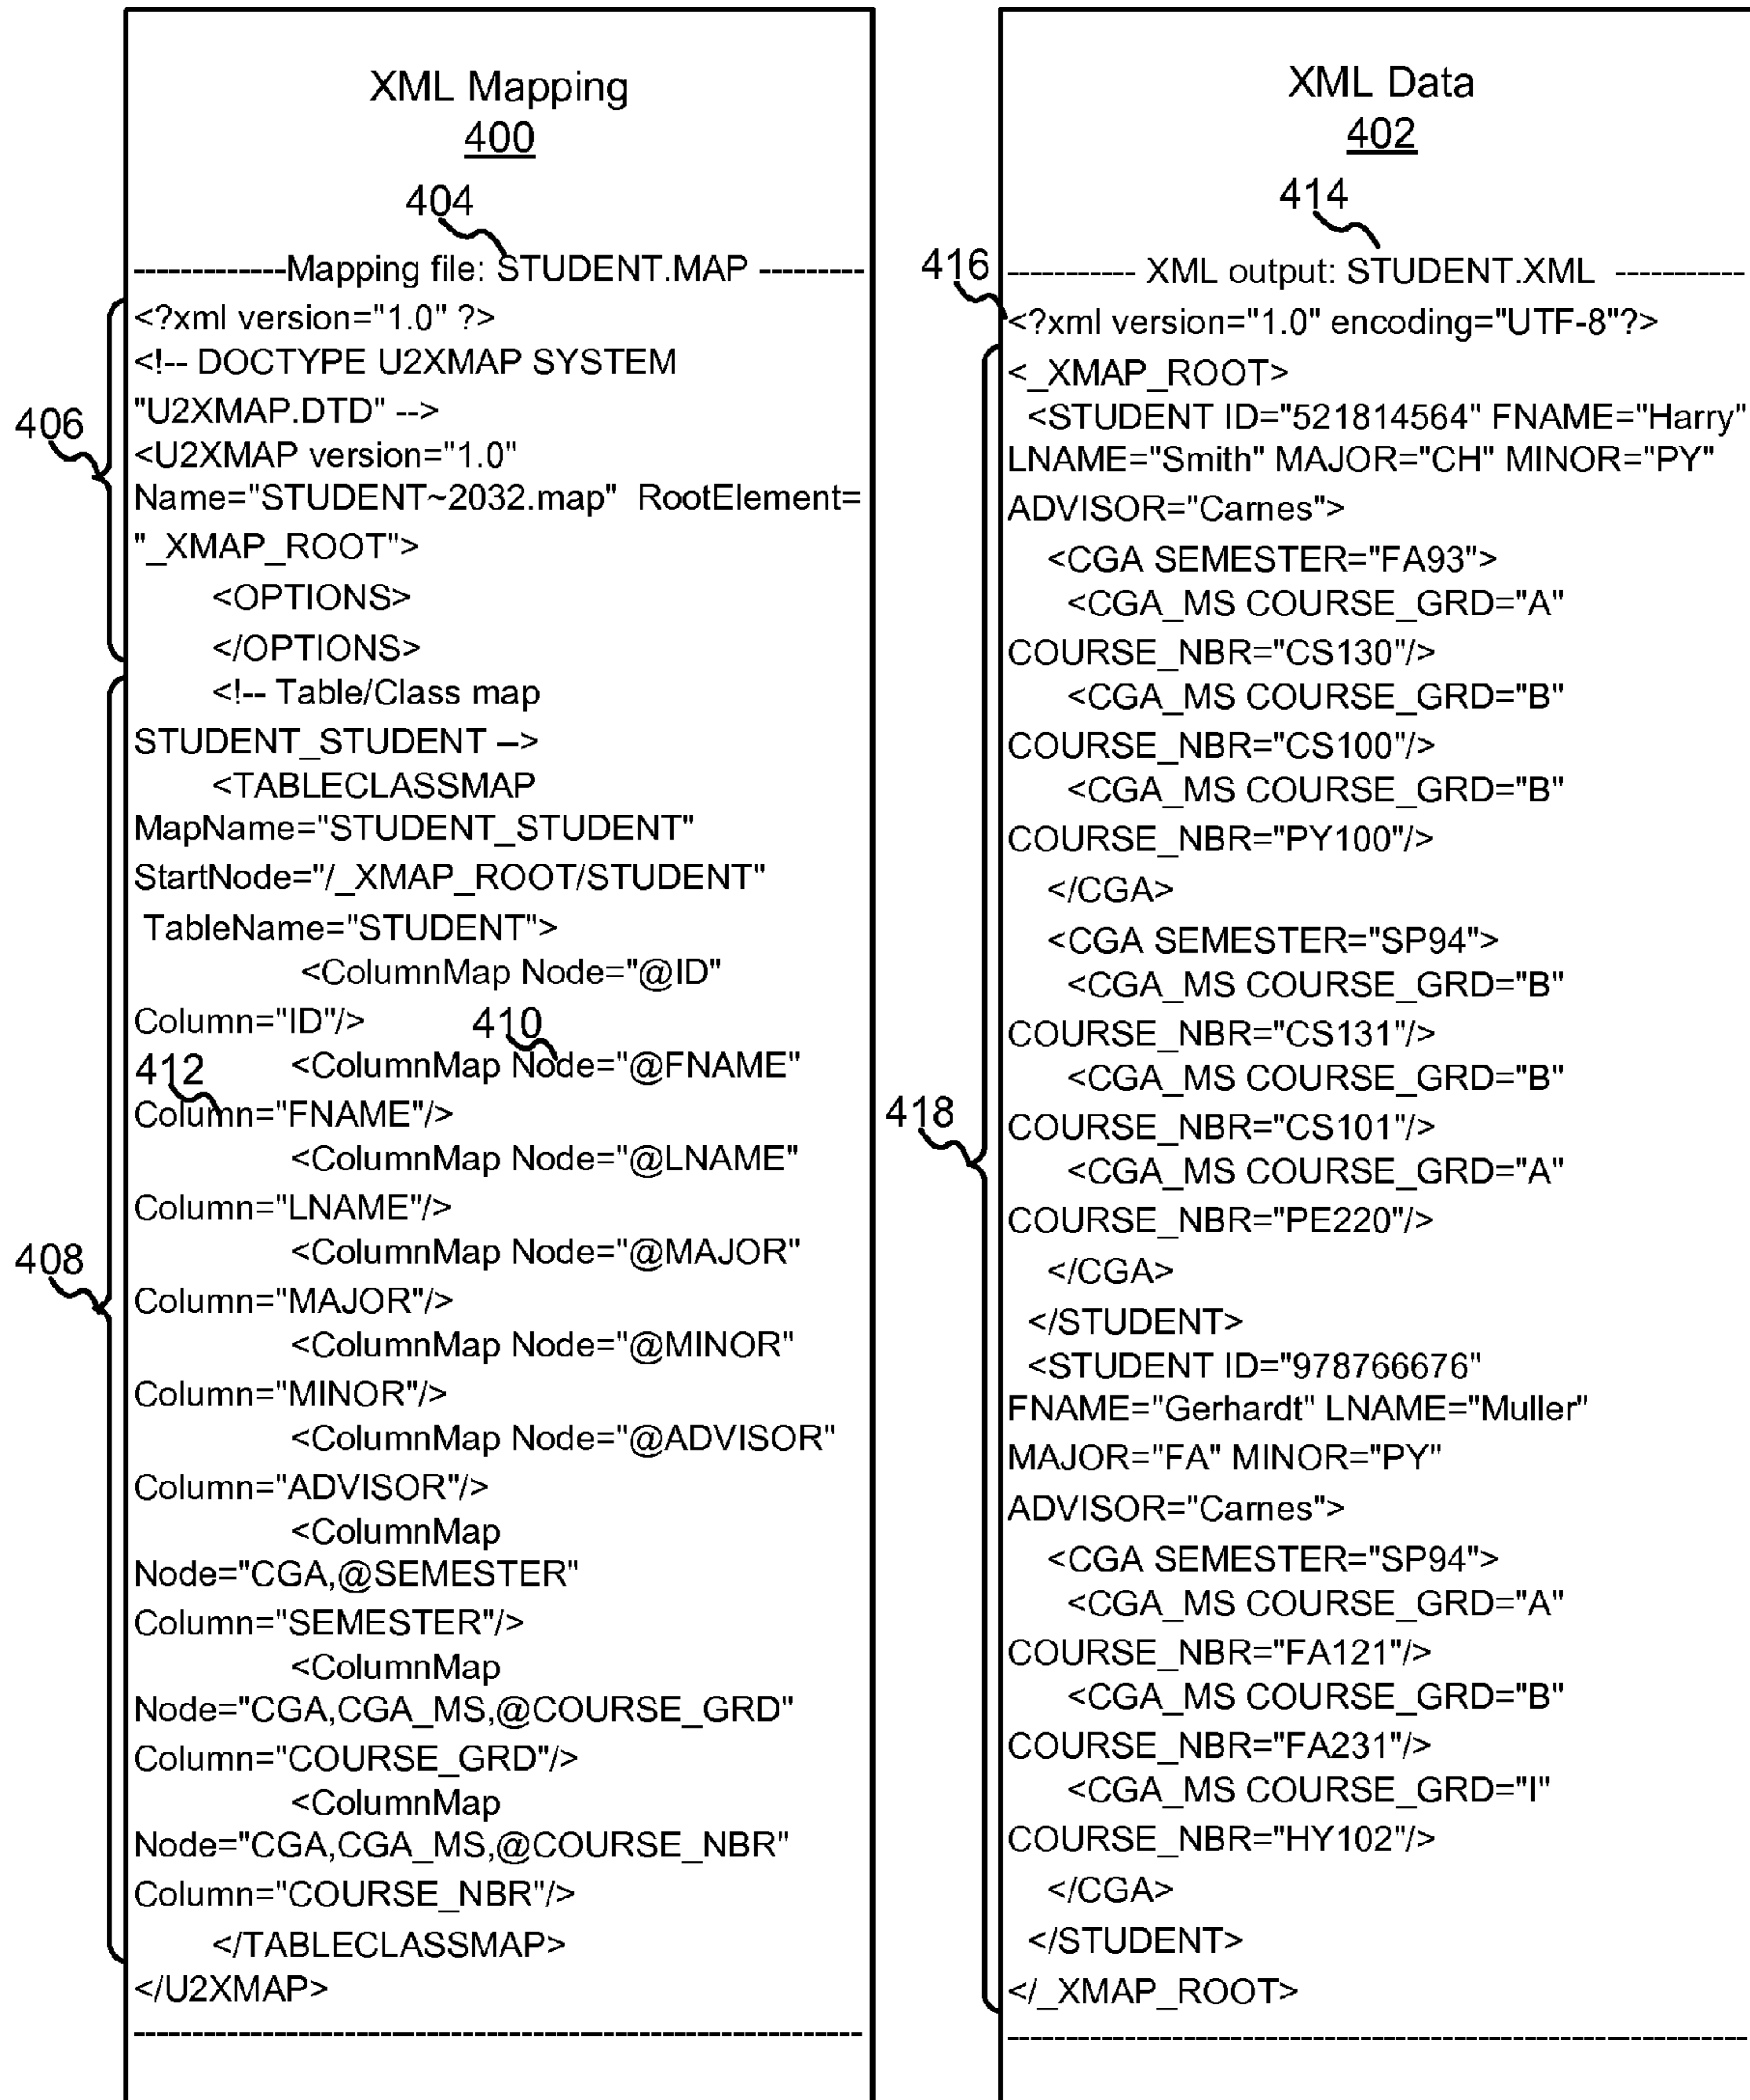 XML Mapping
400
404
-------------Mapping file: STUDENT.MAP ---------
406
<?xml version="1.0" ?>
<!-- DOCTYPE U2XMAP SYSTEM
"U2XMAP.DTD" -->
<U2XMAP version="1.0"
Name="STUDENT~2032.map" RootElement=
"_XMAP_ROOT">
<OPTIONS>
</OPTIONS>
408
<!-- Table/Class map
STUDENT_STUDENT –>
<TABLECLASSMAP
MapName="STUDENT_STUDENT"
StartNode="/_XMAP_ROOT/STUDENT"
TableName="STUDENT">
<ColumnMap Node="@ID"
Column="ID"/>
410
<ColumnMap Node="@FNAME"
412
Column="FNAME"/>
<ColumnMap Node="@LNAME"
Column="LNAME"/>
<ColumnMap Node="@MAJOR"
Column="MAJOR"/>
<ColumnMap Node="@MINOR"
Column="MINOR"/>
<ColumnMap Node="@ADVISOR"
Column="ADVISOR"/>
<ColumnMap
Node="CGA,@SEMESTER"
Column="SEMESTER"/>
<ColumnMap
Node="CGA,CGA_MS,@COURSE_GRD"
Column="COURSE_GRD"/>
<ColumnMap
Node="CGA,CGA_MS,@COURSE_NBR"
Column="COURSE_NBR"/>
</TABLECLASSMAP>
</U2XMAP>
XML Data
402
414
----------- XML output: STUDENT.XML -----------
416
<?xml version="1.0" encoding="UTF-8"?>
418
<_XMAP_ROOT>
<STUDENT ID="521814564" FNAME="Harry"
LNAME="Smith" MAJOR="CH" MINOR="PY"
ADVISOR="Carnes">
<CGA SEMESTER="FA93">
<CGA_MS COURSE_GRD="A"
COURSE_NBR="CS130"/>
<CGA_MS COURSE_GRD="B"
COURSE_NBR="CS100"/>
<CGA_MS COURSE_GRD="B"
COURSE_NBR="PY100"/>
</CGA>
<CGA SEMESTER="SP94">
<CGA_MS COURSE_GRD="B"
COURSE_NBR="CS131"/>
<CGA_MS COURSE_GRD="B"
COURSE_NBR="CS101"/>
<CGA_MS COURSE_GRD="A"
COURSE_NBR="PE220"/>
</CGA>
</STUDENT>
<STUDENT ID="978766676"
FNAME="Gerhardt" LNAME="Muller"
MAJOR="FA" MINOR="PY"
ADVISOR="Carnes">
<CGA SEMESTER="SP94">
<CGA_MS COURSE_GRD="A"
COURSE_NBR="FA121"/>
<CGA_MS COURSE_GRD="B"
COURSE_NBR="FA231"/>
<CGA_MS COURSE_GRD="I"
COURSE_NBR="HY102"/>
</CGA>
</STUDENT>
</_XMAP_ROOT>